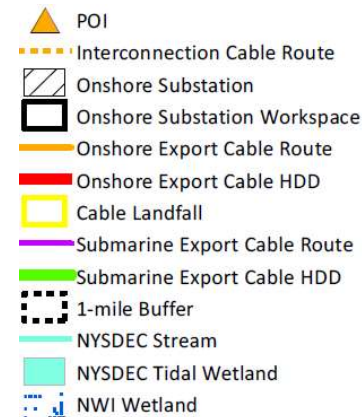 POI
Interconnection Cable Route
Onshore Substation
Onshore Substation Workspace
Onshore Export Cable Route
Onshore Export Cable HDD
Cable Landfall
Submarine Export Cable Route
Submarine Export Cable HDD
1-mile Buffer
NYSDEC Stream
NYSDEC Tidal Wetland
NWI Wetland